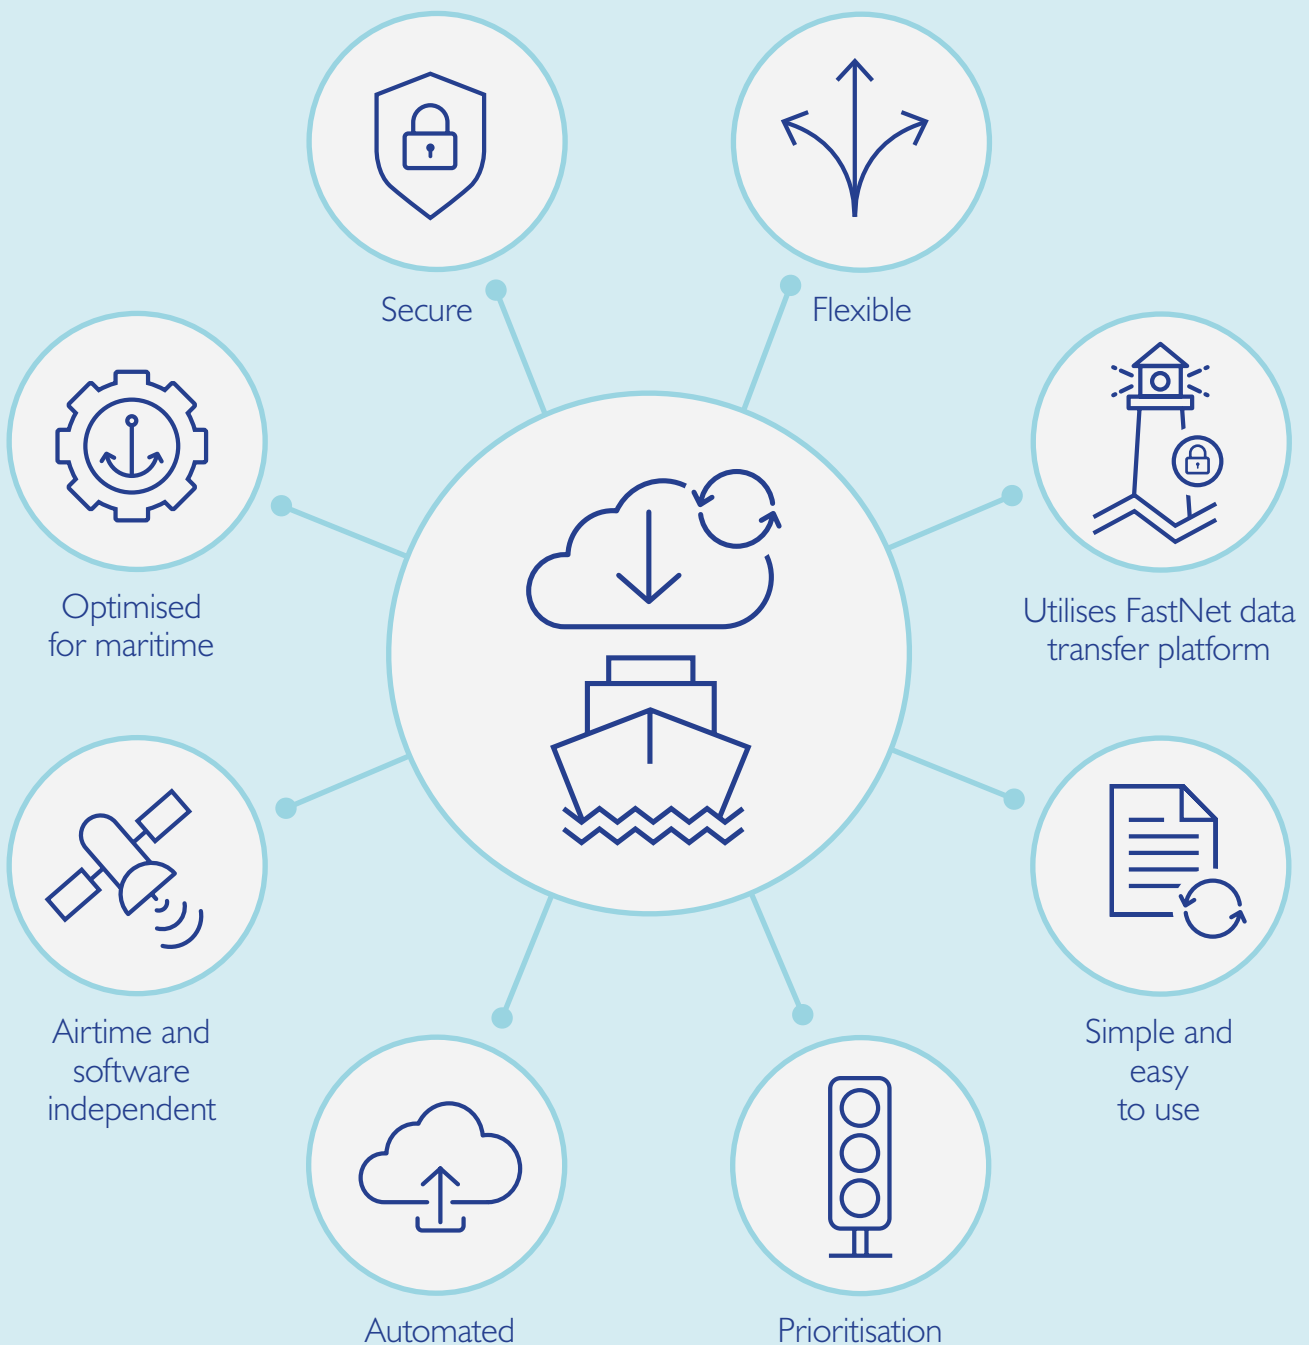 Secure
Flexible
Optimised
for maritime
Utilises FastNet data
transfer platform
Airtime and
software
independent
Simple and
easy
to use
Automated
Prioritisation